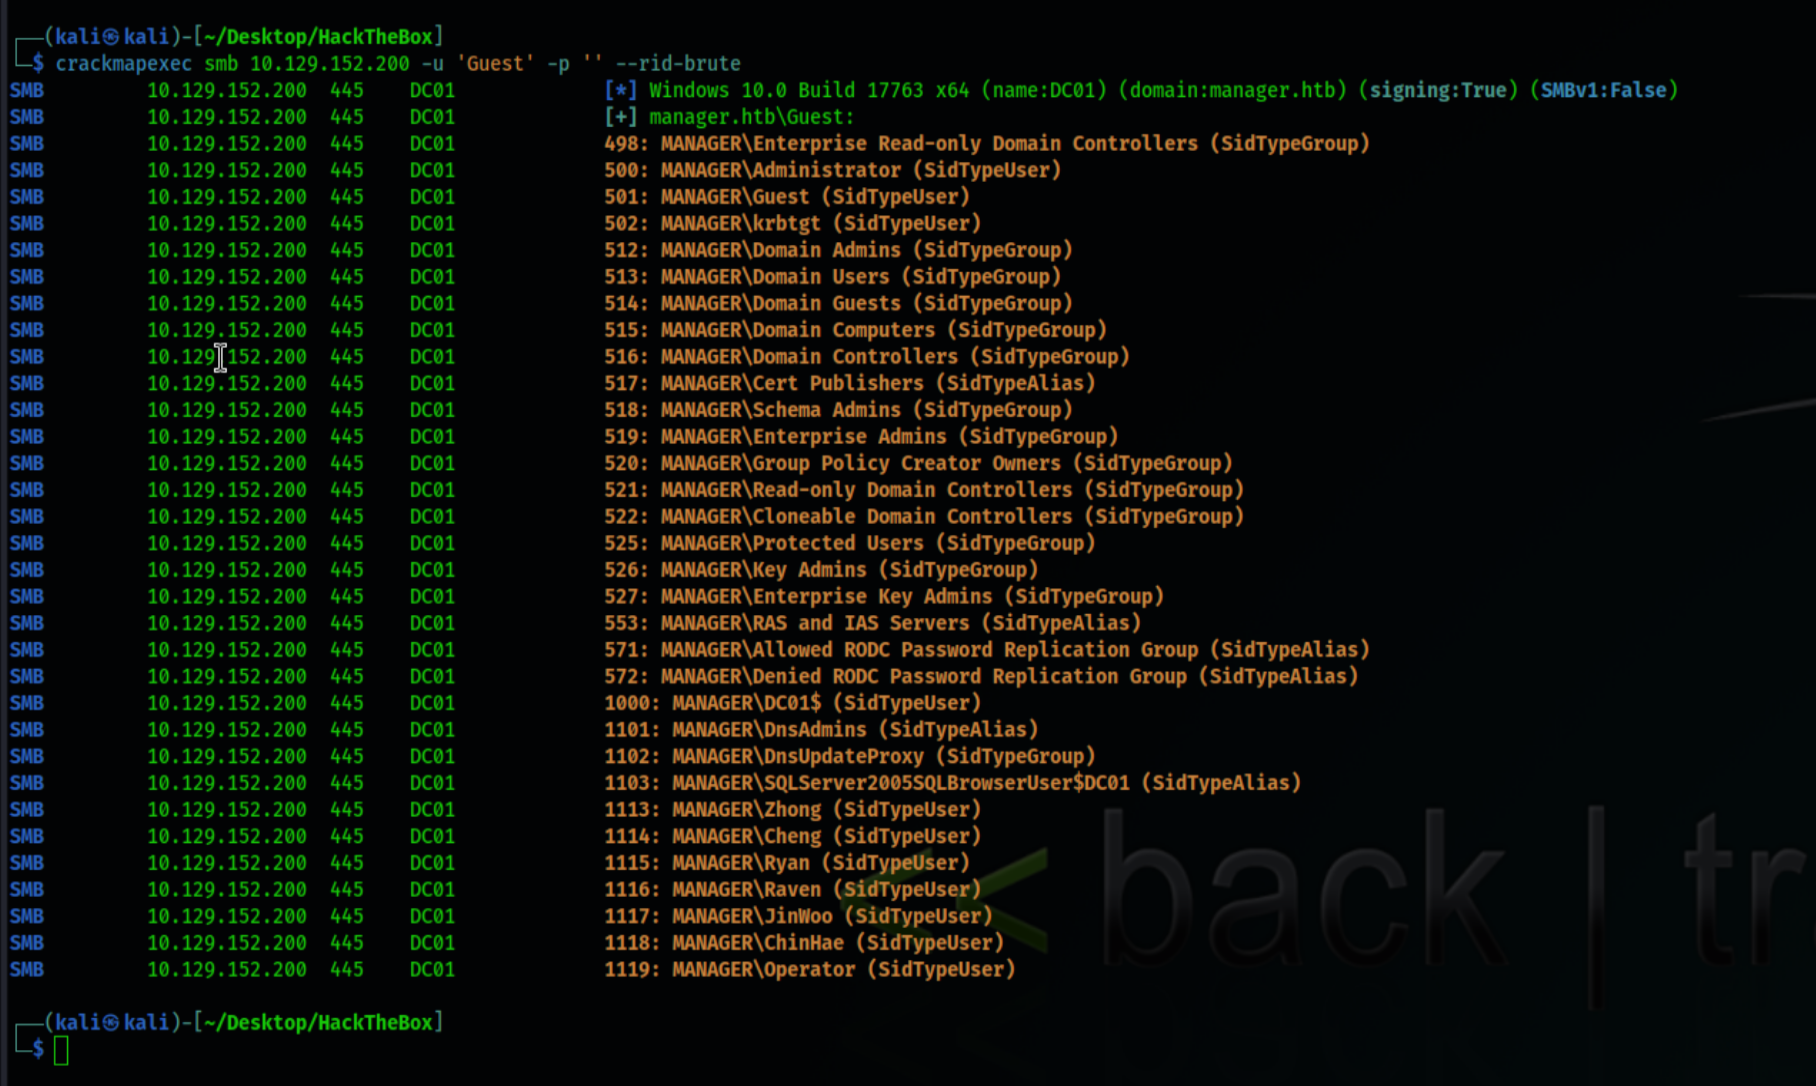 (kali㉿kali)-[~/Desktop/HackTheBox]
$ crackmapexec smb 10.129.152.200 -u 'Guest' -p '' --rid-brute
SMB 10.129.152.200 445 DC01 [*] Windows 10.0 Build 17763 x64 (name:DC01) (domain:manager.htb) (signing:True) (SMBv1:False)
SMB 10.129.152.200 445 DC01 [+] manager.htb\Guest:
SMB 10.129.152.200 445 DC01 498: MANAGER\Enterprise Read-only Domain Controllers (SidTypeGroup)
SMB 10.129.152.200 445 DC01 500: MANAGER\Administrator (SidTypeUser)
SMB 10.129.152.200 445 DC01 501: MANAGER\Guest (SidTypeUser)
SMB 10.129.152.200 445 DC01 502: MANAGER\krbtgt (SidTypeUser)
SMB 10.129.152.200 445 DC01 512: MANAGER\Domain Admins (SidTypeGroup)
SMB 10.129.152.200 445 DC01 513: MANAGER\Domain Users (SidTypeGroup)
SMB 10.129.152.200 445 DC01 514: MANAGER\Domain Guests (SidTypeGroup)
SMB 10.129.152.200 445 DC01 515: MANAGER\Domain Computers (SidTypeGroup)
SMB 10.129.152.200 445 DC01 516: MANAGER\Domain Controllers (SidTypeGroup)
SMB 10.129.152.200 445 DC01 517: MANAGER\Cert Publishers (SidTypeAlias)
SMB 10.129.152.200 445 DC01 518: MANAGER\Schema Admins (SidTypeGroup)
SMB 10.129.152.200 445 DC01 519: MANAGER\Enterprise Admins (SidTypeGroup)
SMB 10.129.152.200 445 DC01 520: MANAGER\Group Policy Creator Owners (SidTypeGroup)
SMB 10.129.152.200 445 DC01 521: MANAGER\Read-only Domain Controllers (SidTypeGroup)
SMB 10.129.152.200 445 DC01 522: MANAGER\Cloneable Domain Controllers (SidTypeGroup)
SMB 10.129.152.200 445 DC01 525: MANAGER\Protected Users (SidTypeGroup)
SMB 10.129.152.200 445 DC01 526: MANAGER\Key Admins (SidTypeGroup)
SMB 10.129.152.200 445 DC01 527: MANAGER\Enterprise Key Admins (SidTypeGroup)
SMB 10.129.152.200 445 DC01 553: MANAGER\RAS and IAS Servers (SidTypeAlias)
SMB 10.129.152.200 445 DC01 571: MANAGER\Allowed RODC Password Replication Group (SidTypeAlias)
SMB 10.129.152.200 445 DC01 572: MANAGER\Denied RODC Password Replication Group (SidTypeAlias)
SMB 10.129.152.200 445 DC01 1000: MANAGER\DC01$ (SidTypeUser)
SMB 10.129.152.200 445 DC01 1101: MANAGER\DnsAdmins (SidTypeAlias)
SMB 10.129.152.200 445 DC01 1102: MANAGER\DnsUpdateProxy (SidTypeGroup)
SMB 10.129.152.200 445 DC01 1103: MANAGER\SQLServer2005SQLBrowserUser$DC01 (SidTypeAlias)
SMB 10.129.152.200 445 DC01 1113: MANAGER\Zhong (SidTypeUser)
SMB 10.129.152.200 445 DC01 1114: MANAGER\Cheng (SidTypeUser)
SMB 10.129.152.200 445 DC01 1115: MANAGER\Ryan (SidTypeUser)
SMB 10.129.152.200 445 DC01 1116: MANAGER\Raven (SidTypeUser)
SMB 10.129.152.200 445 DC01 1117: MANAGER\JinWoo (SidTypeUser)
SMB 10.129.152.200 445 DC01 1118: MANAGER\ChinHae (SidTypeUser)
SMB 10.129.152.200 445 DC01 1119: MANAGER\Operator (SidTypeUser)
<< back | tr
(kali㉿kali)-[~/Desktop/HackTheBox]
$